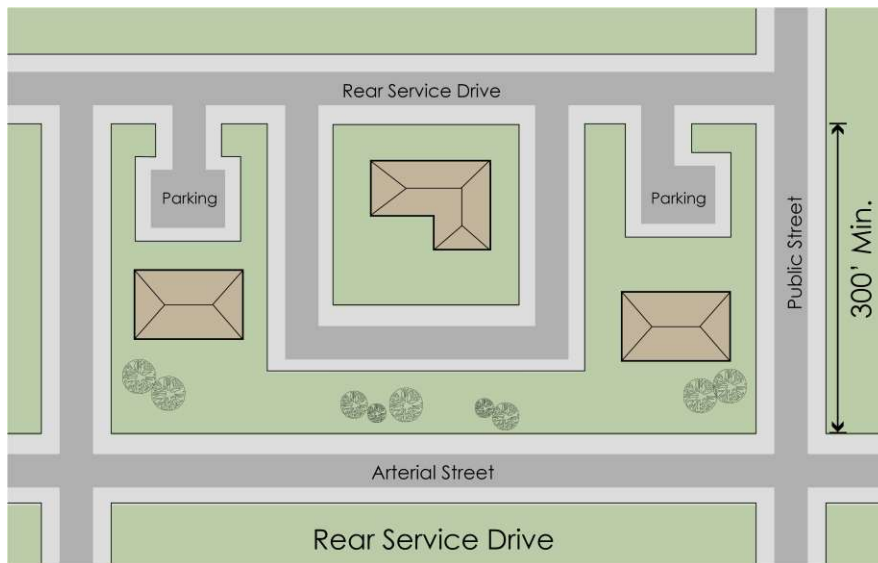 Rear Service Drive
Parking
Parking
Public Street
300' Min.
Arterial Street
Rear Service Drive